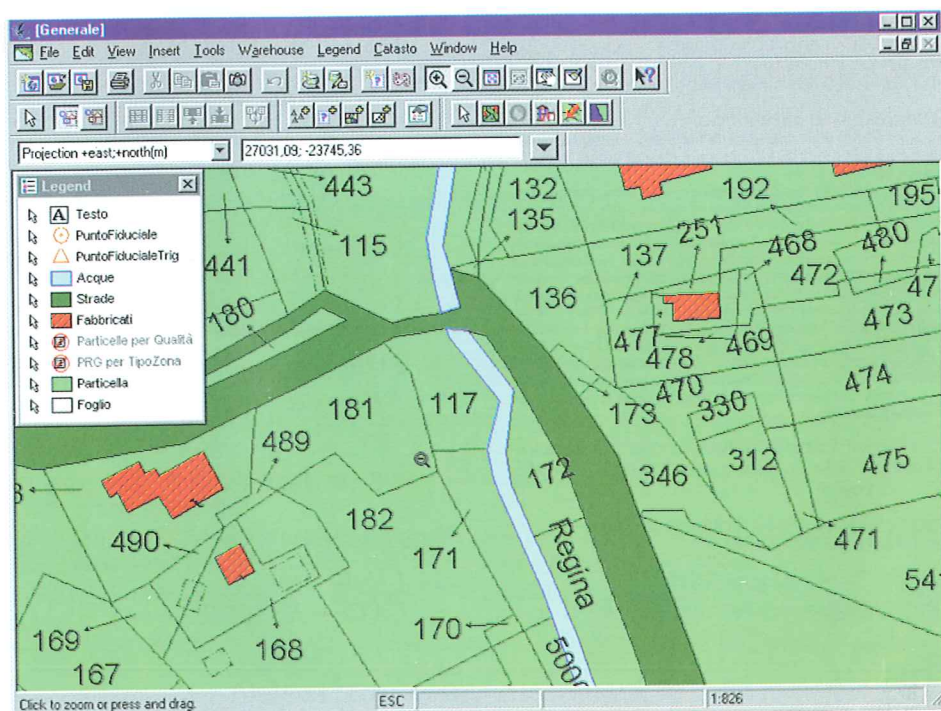 [Generale]
File Edit View Insert Tools Warehouse Legend Catasto Window Help
Projection +east;+north(m) 27031,09; -23745,36
Legend
A Testo
PuntoFiduciale
PuntoFiducialeTrig
Acque
Strade
Fabbricati
Particelle per Qualità
PRG per TipoZona
Particella
Foglio
443
132
192
195
135
115
251
441
137
468
480
472
47
180
136
473
477
469
478
474
470
181
117
173
330
489
172
346
312
475
182
490
171
471
Regina
541
170
169
168
500
167
Click to zoom or press and drag. ESC 1:826